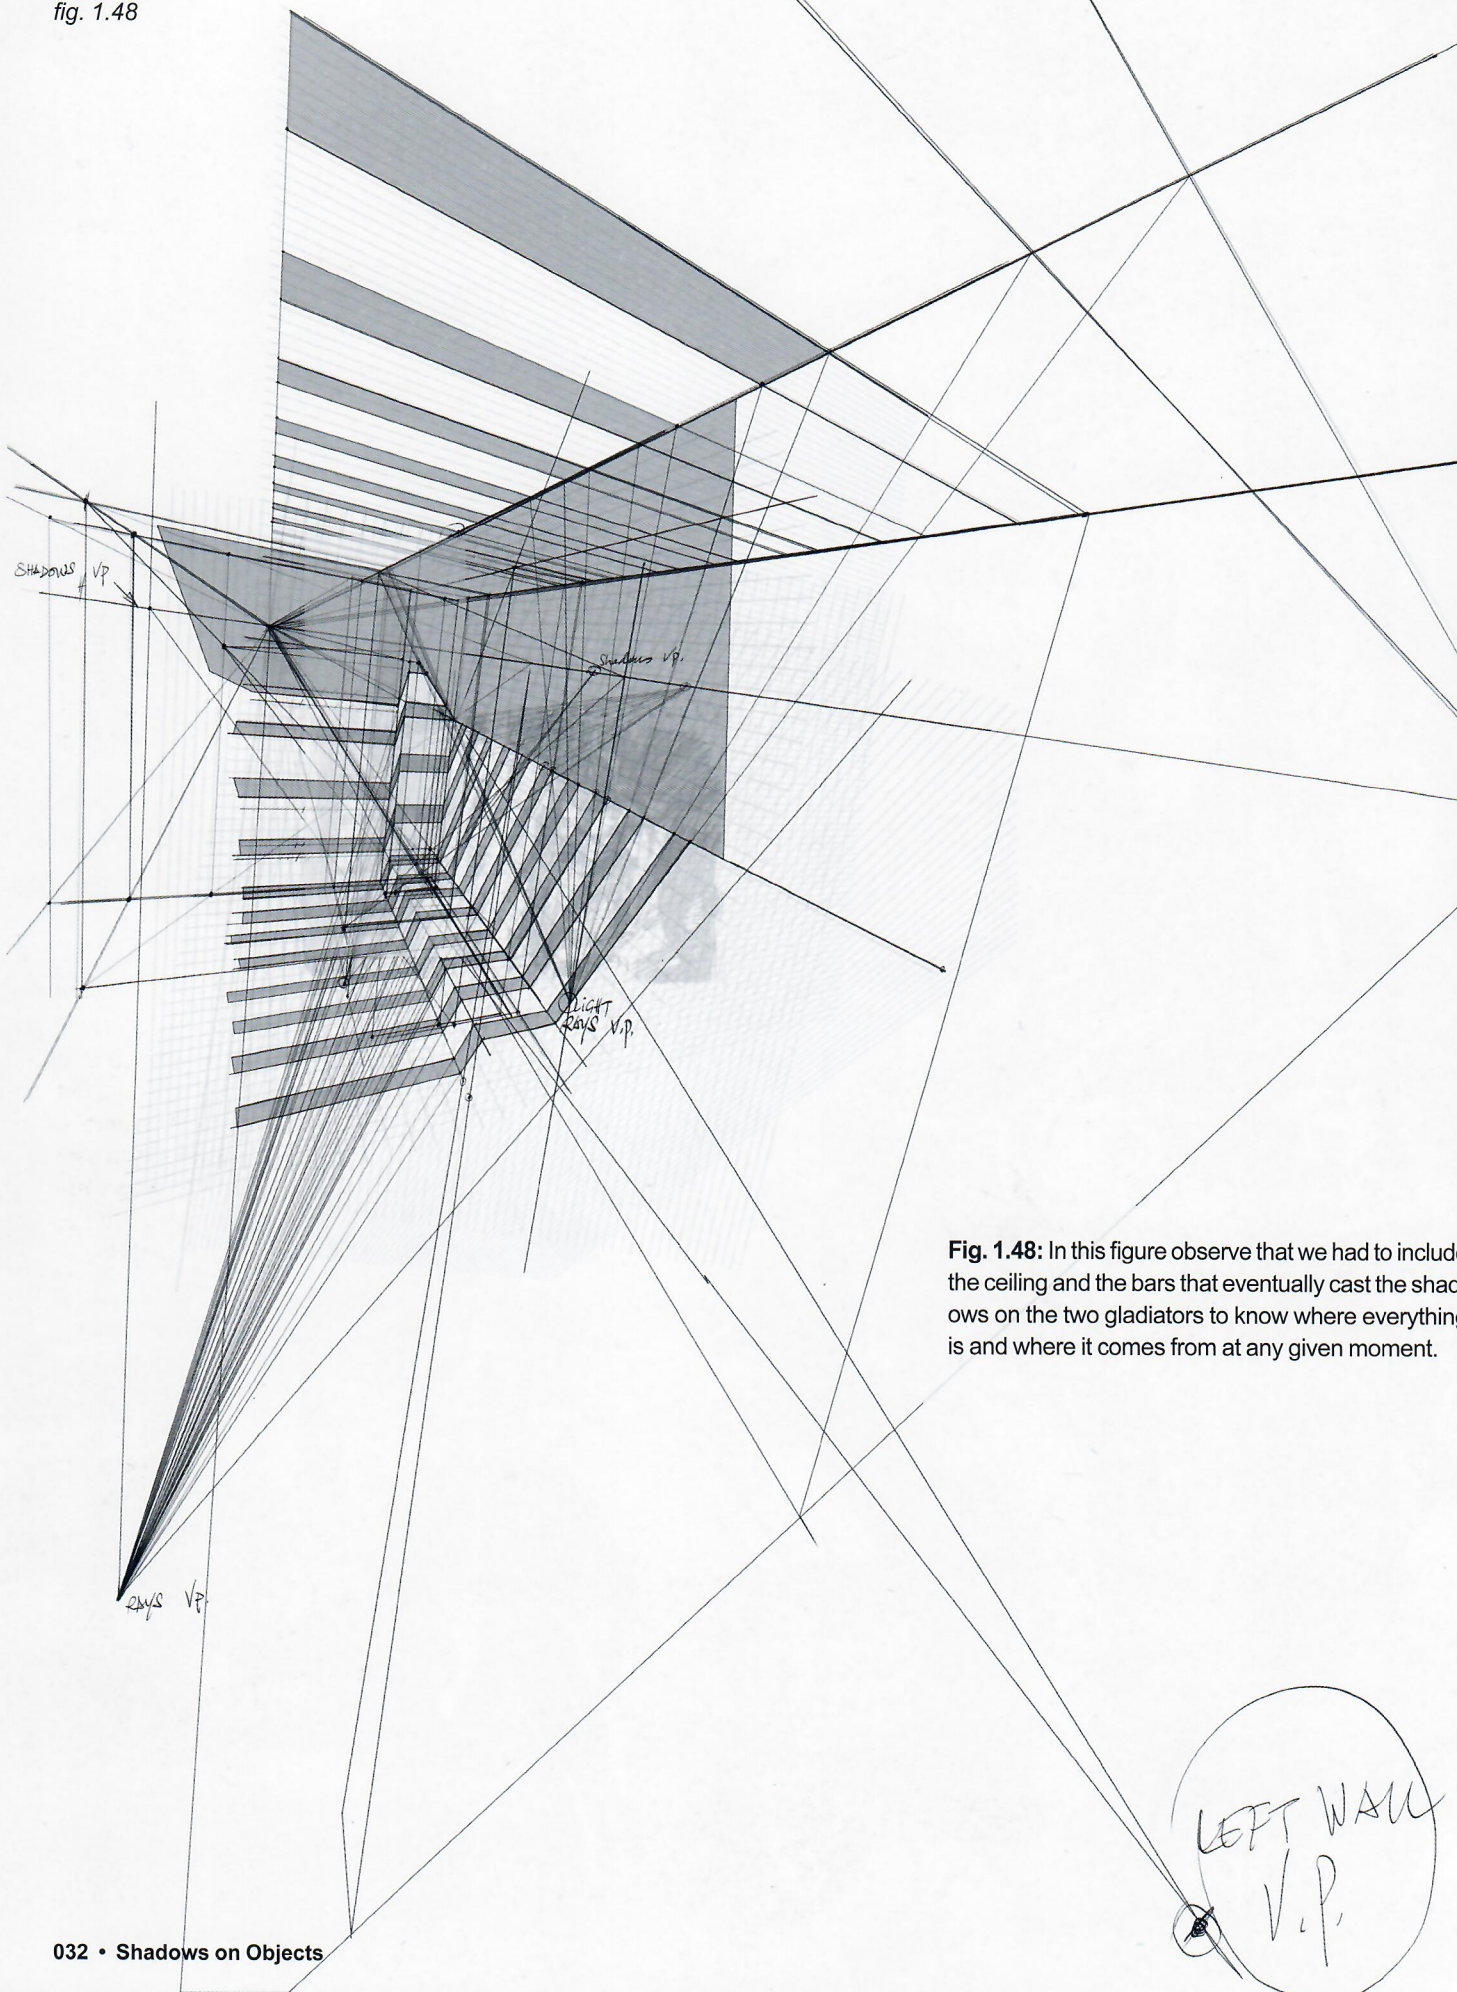 fig. 1.48
SHADOWS VP
Shadows VP.
LIGHT
RAYS V.P.
Fig. 1.48: In this figure observe that we had to includ
the ceiling and the bars that eventually cast the shad
ows on the two gladiators to know where everything
is and where it comes from at any given moment.
RAYS VP.
LEFT WALL
V.P.
032 • Shadows on Objects